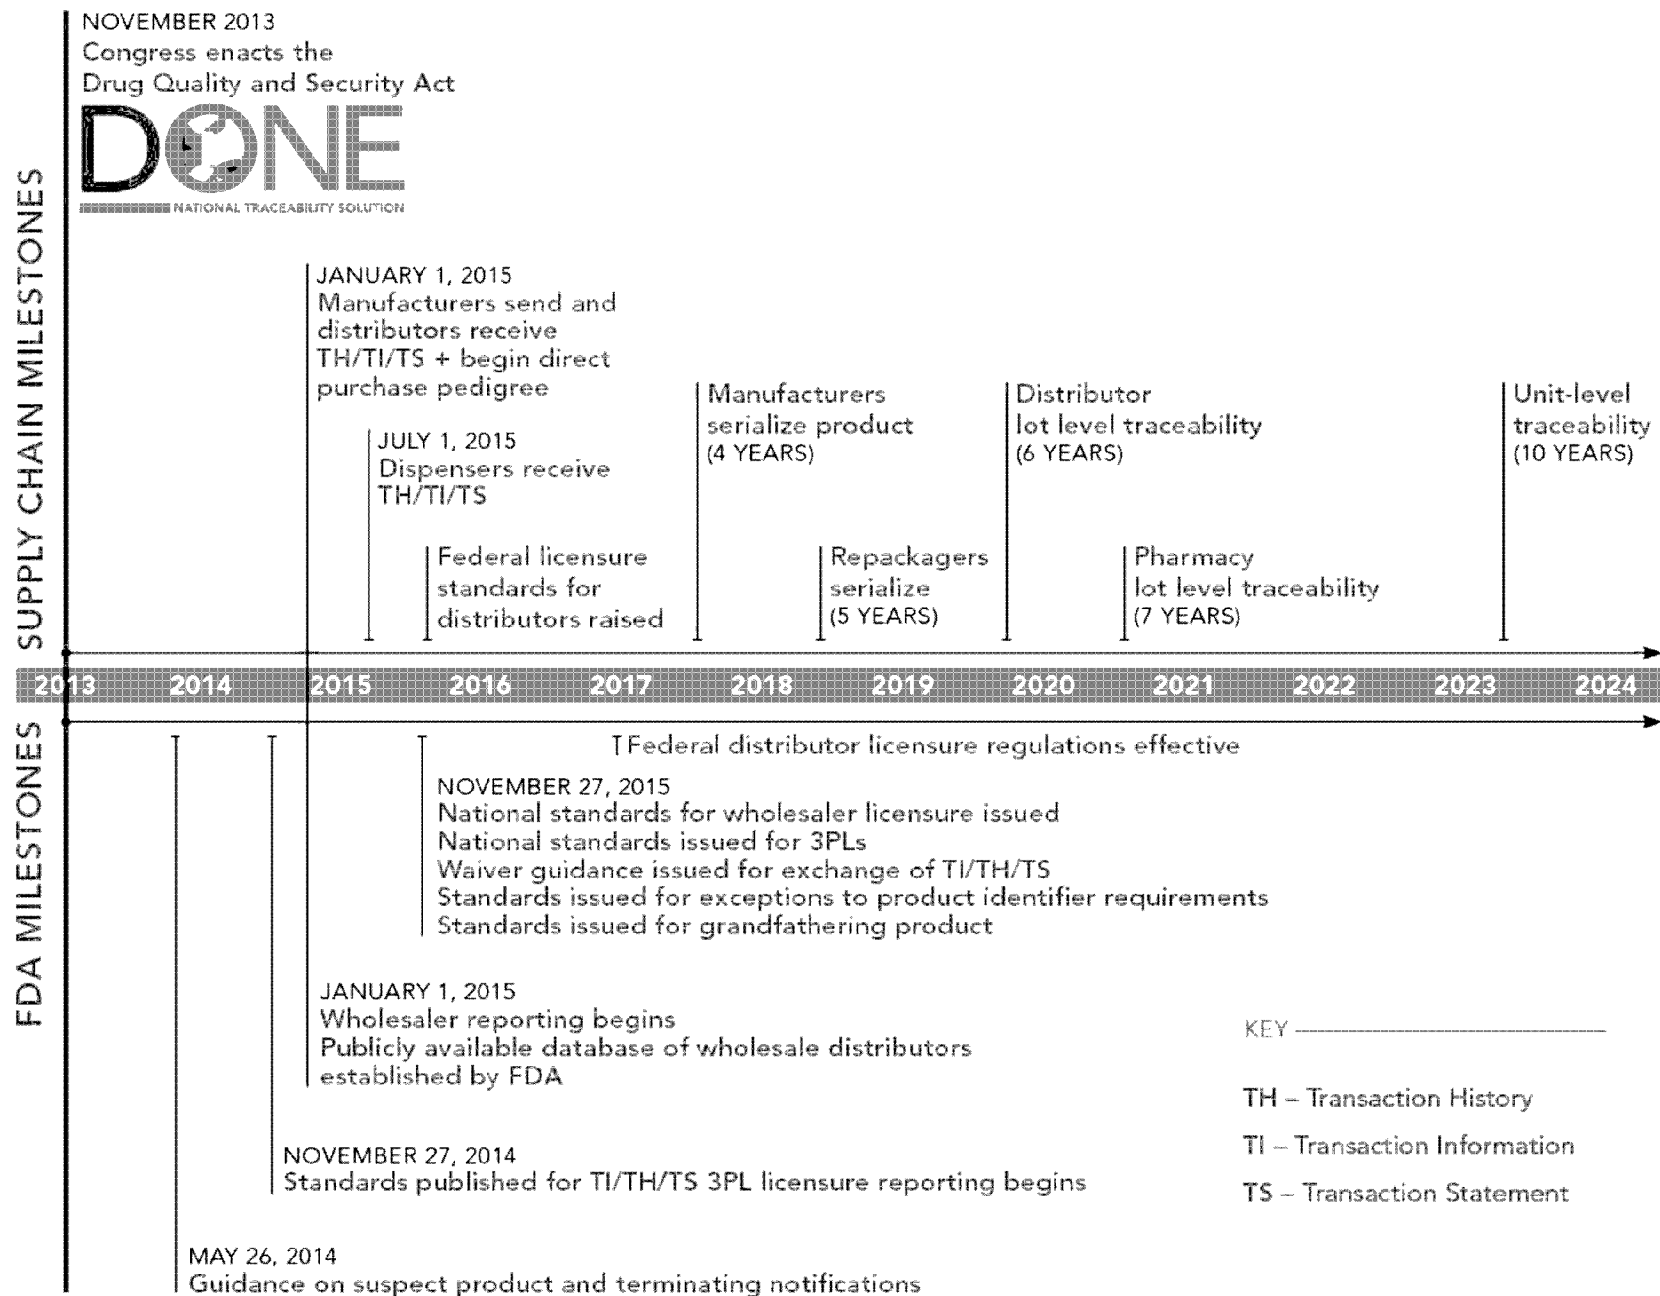 NOVEMBER 2013
Congress enacts the
Drug Quality and Security Act
DONE
NATIONAL TRACEABILITY SOLUTION
SUPPLY CHAIN MILESTONES
JANUARY 1, 2015
Manufacturers send and
distributors receive
TH/TI/TS + begin direct
purchase pedigree
JULY 1, 2015
Dispensers receive
TH/TI/TS
Federal licensure
standards for
distributors raised
Manufacturers
serialize product
(4 YEARS)
Repackagers
serialize
(5 YEARS)
Distributor
lot level traceability
(6 YEARS)
Pharmacy
lot level traceability
(7 YEARS)
Unit-level
traceability
(10 YEARS)
2013 2014 2015 2016 2017 2018 2019 2020 2021 2022 2023 2024
FDA MILESTONES
Federal distributor licensure regulations effective
NOVEMBER 27, 2015
National standards for wholesaler licensure issued
National standards issued for 3PLs
Waiver guidance issued for exchange of TI/TH/TS
Standards issued for exceptions to product identifier requirements
Standards issued for grandfathering product
JANUARY 1, 2015
Wholesaler reporting begins
Publicly available database of wholesale distributors
established by FDA
NOVEMBER 27, 2014
Standards published for TI/TH/TS 3PL licensure reporting begins
MAY 26, 2014
Guidance on suspect product and terminating notifications
KEY
TH – Transaction History
TI – Transaction Information
TS – Transaction Statement